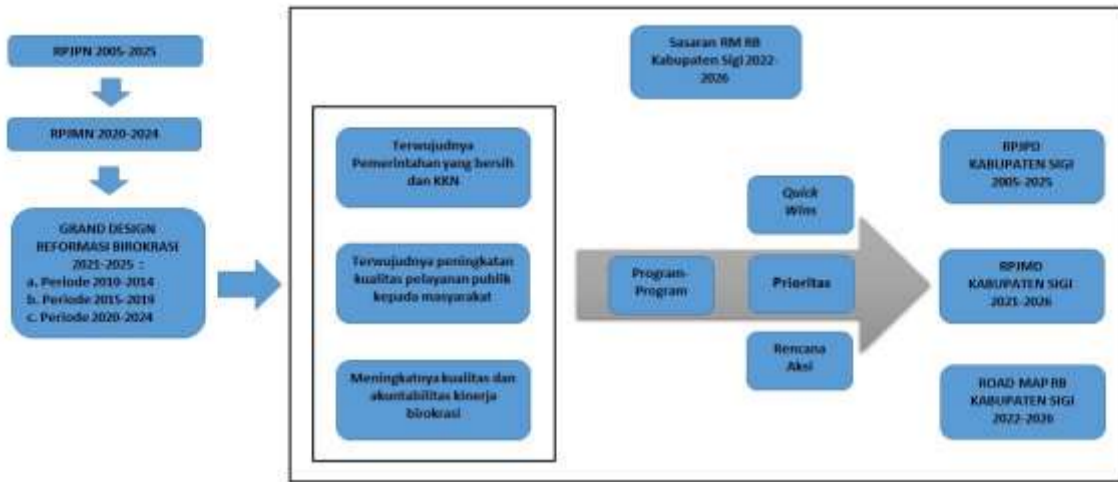 RPJPN 2005-2025
RPJMN 2020-2024
GRAND DESIGN
REFORMASI BIROKRASI
2021-2025 :
a. Periode 2010-2014
b. Periode 2015-2019
c. Periode 2020-2024
Sasaran RM RB
Kabupaten Sigi 2022-
2026
Terwujudnya
Pemerintahan yang bersih
dan KKN
Terwujudnya peningkatan
kualitas pelayanan publik
kepada masyarakat
Meningkatnya kualitas dan
akuntabilitas kinerja
birokrasi
Program-
Program
Quick
Wins
Prioritas
Rencana
Aksi
RPJPD
KABUPATEN SIGI
2005-2025
RPJMD
KABUPATEN SIGI
2021-2026
ROAD MAP RB
KABUPATEN SIGI
2022-2026